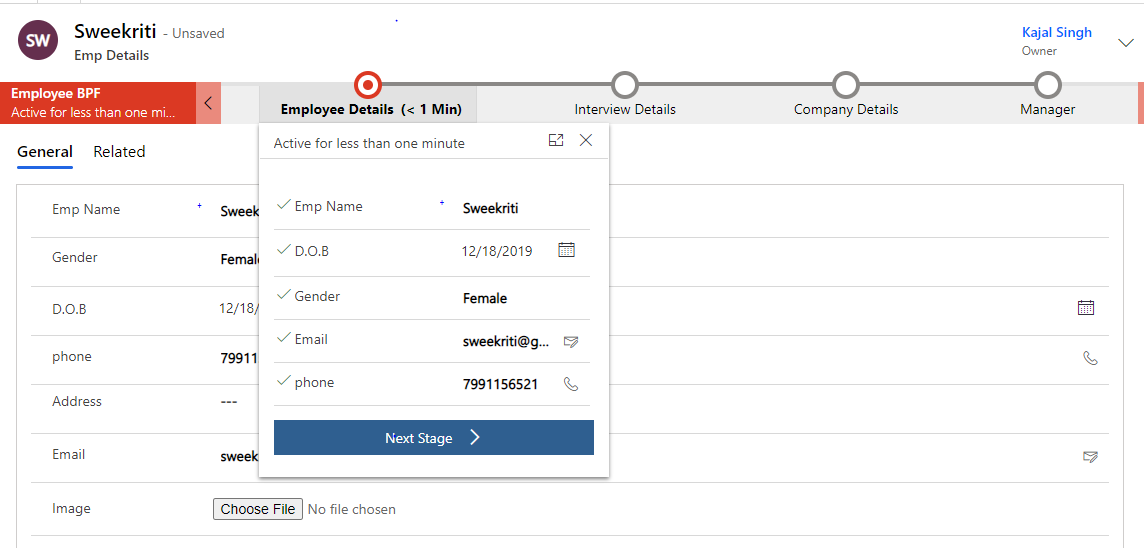 SW
Sweekriti - Unsaved
Emp Details
Kajal Singh
Owner
Employee BPF
Active for less than one mi...
Employee Details (< 1 Min)
Interview Details
Company Details
Manager
General Related
Active for less than one minute
Emp Name + Sweekriti
D.O.B 12/18/2019
Gender Female
Email sweekriti@g...
phone 7991156521
Next Stage
Emp Name + Sweek
Gender Female
D.O.B 12/18/
phone 79911
Address ---
Email sweek
Image Choose File No file chosen